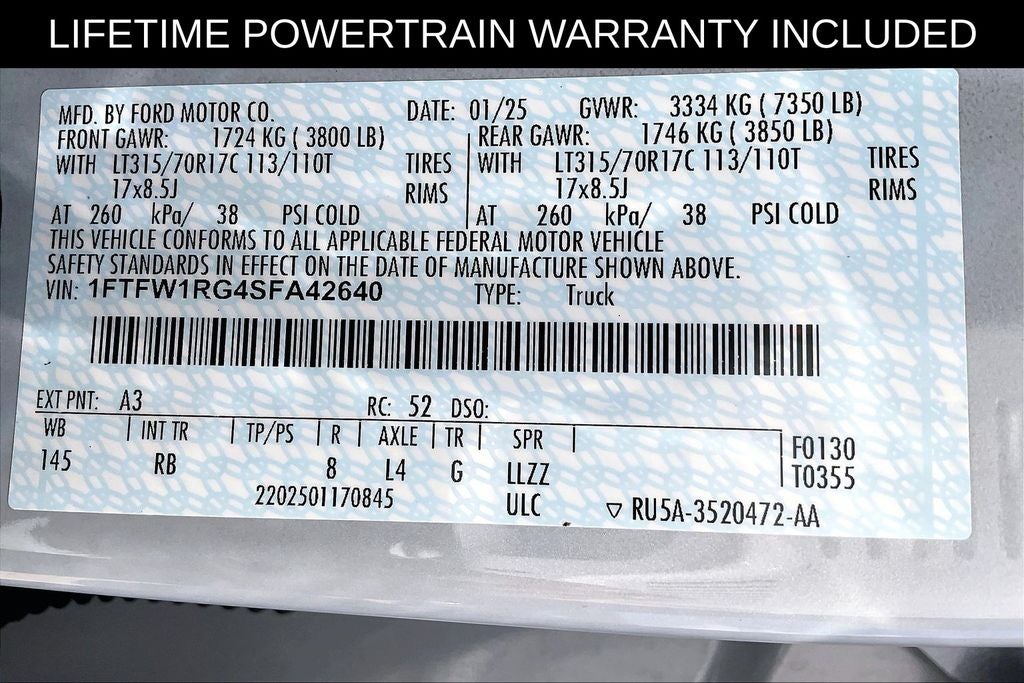 LIFETIME POWERTRAIN WARRANTY INCLUDED
MFD. BY FORD MOTOR CO. DATE: 01/25 GVWR: 3334 KG ( 7350 LB)
FRONT GAWR: 1724 KG ( 3800 LB) REAR GAWR: 1746 KG ( 3850 LB)
WITH LT315/70R17C 113/110T TIRES WITH LT315/70R17C 113/110T TIRES
17x8.5J RIMS 17x8.5J RIMS
AT 260 kPa/ 38 PSI COLD AT 260 kPa/ 38 PSI COLD
THIS VEHICLE CONFORMS TO ALL APPLICABLE FEDERAL MOTOR VEHICLE
SAFETY STANDARDS IN EFFECT ON THE DATE OF MANUFACTURE SHOWN ABOVE.
VIN: 1FTFW1RG4SFA42640 TYPE: Truck
EXT PNT: A3 RC: 52 DSO:
WB INT TR TP/PS R AXLE TR SPR F0130
145 RB 8 L4 G LLZZ T0355
2202501170845 ULC ▽ RU5A-3520472-AA